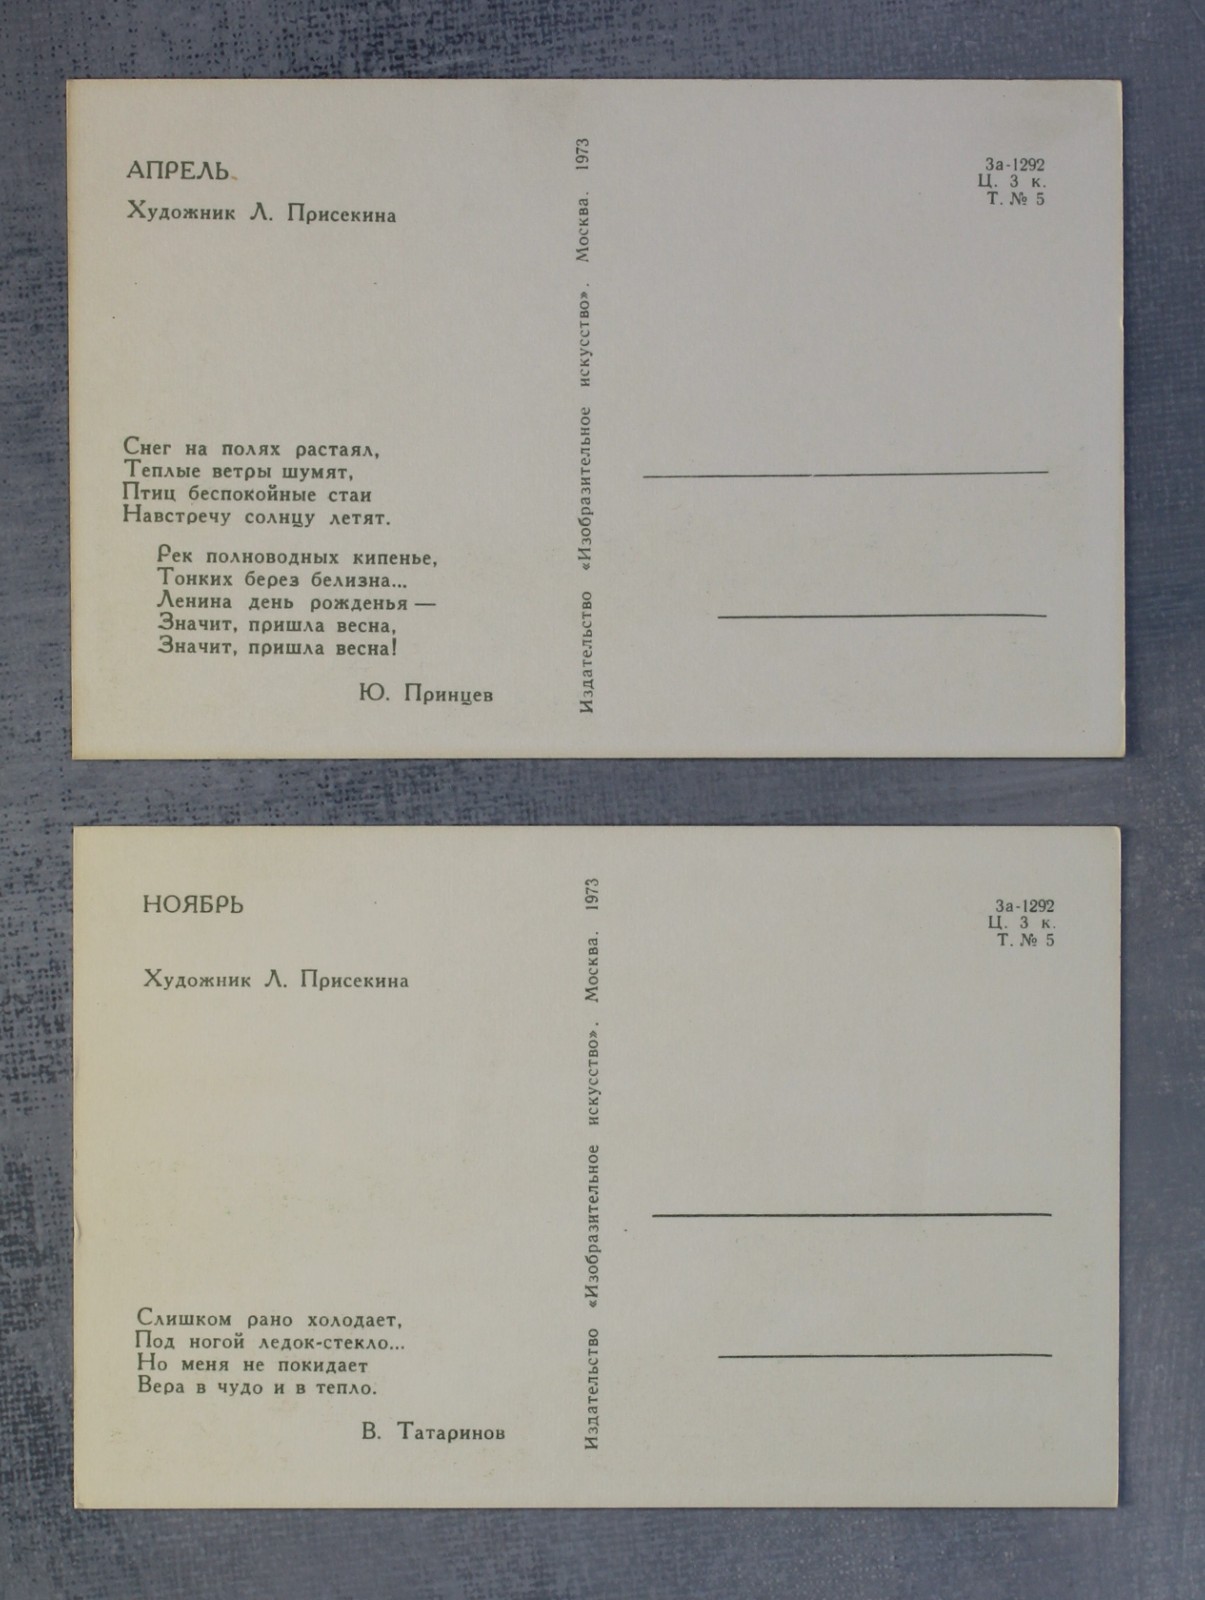 АПРЕЛЬ
Художник Л. Присекина
Снег на полях растаял,
Теплые ветры шумят,
Птиц беспокойные стаи
Навстречу солнцу летят.
Рек полноводных кипенье,
Тонких берез белизна...
Ленина день рожденья —
Значит, пришла весна,
Значит, пришла весна!
Ю. Принцев
Издательство «Изобразительное искусство». Москва. 1973
За-1292
Ц. 3 к.
Т. № 5
НОЯБРЬ
Художник Л. Присекина
Слишком рано холодает,
Под ногой ледок-стекло...
Но меня не покидает
Вера в чудо и в тепло.
В. Татаринов
Издательство «Изобразительное искусство». Москва. 1973
За-1292
Ц. 3 к.
Т. № 5